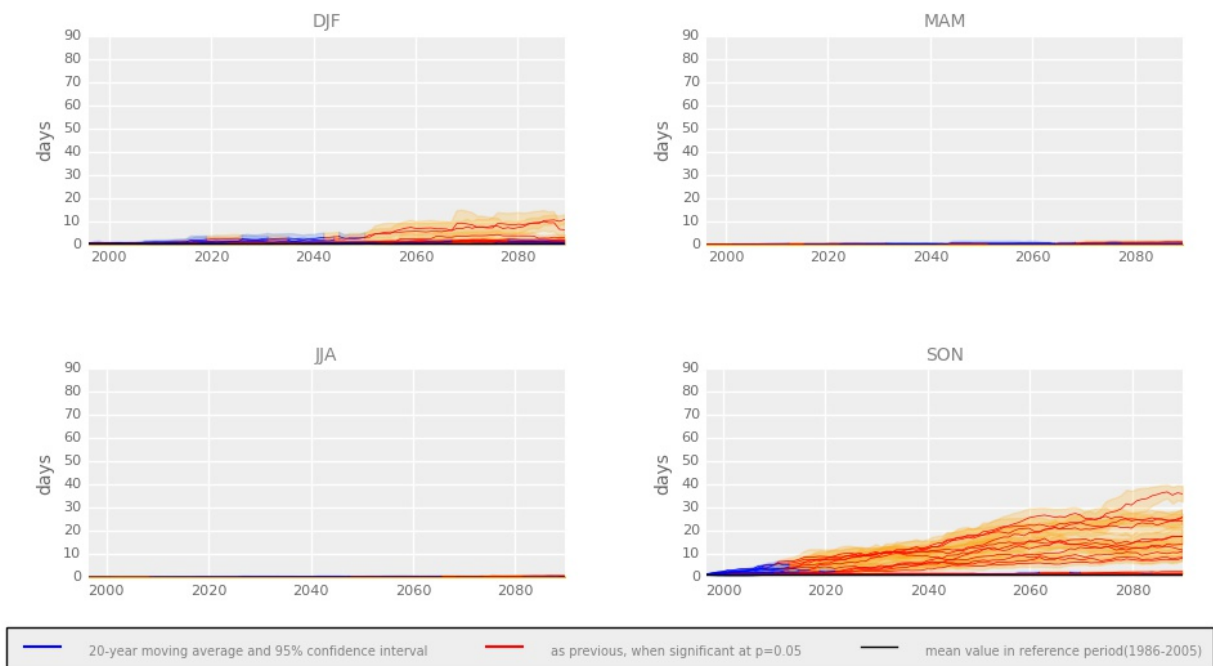 DJF
MAM
days
90
80
70
60
50
40
30
20
10
0
2000 2020 2040 2060 2080
days
90
80
70
60
50
40
30
20
10
0
2000 2020 2040 2060 2080
JJA
SON
days
90
80
70
60
50
40
30
20
10
0
2000 2020 2040 2060 2080
days
90
80
70
60
50
40
30
20
10
0
2000 2020 2040 2060 2080
20-year moving average and 95% confidence interval
as previous, when significant at p=0.05
mean value in reference period(1986-2005)